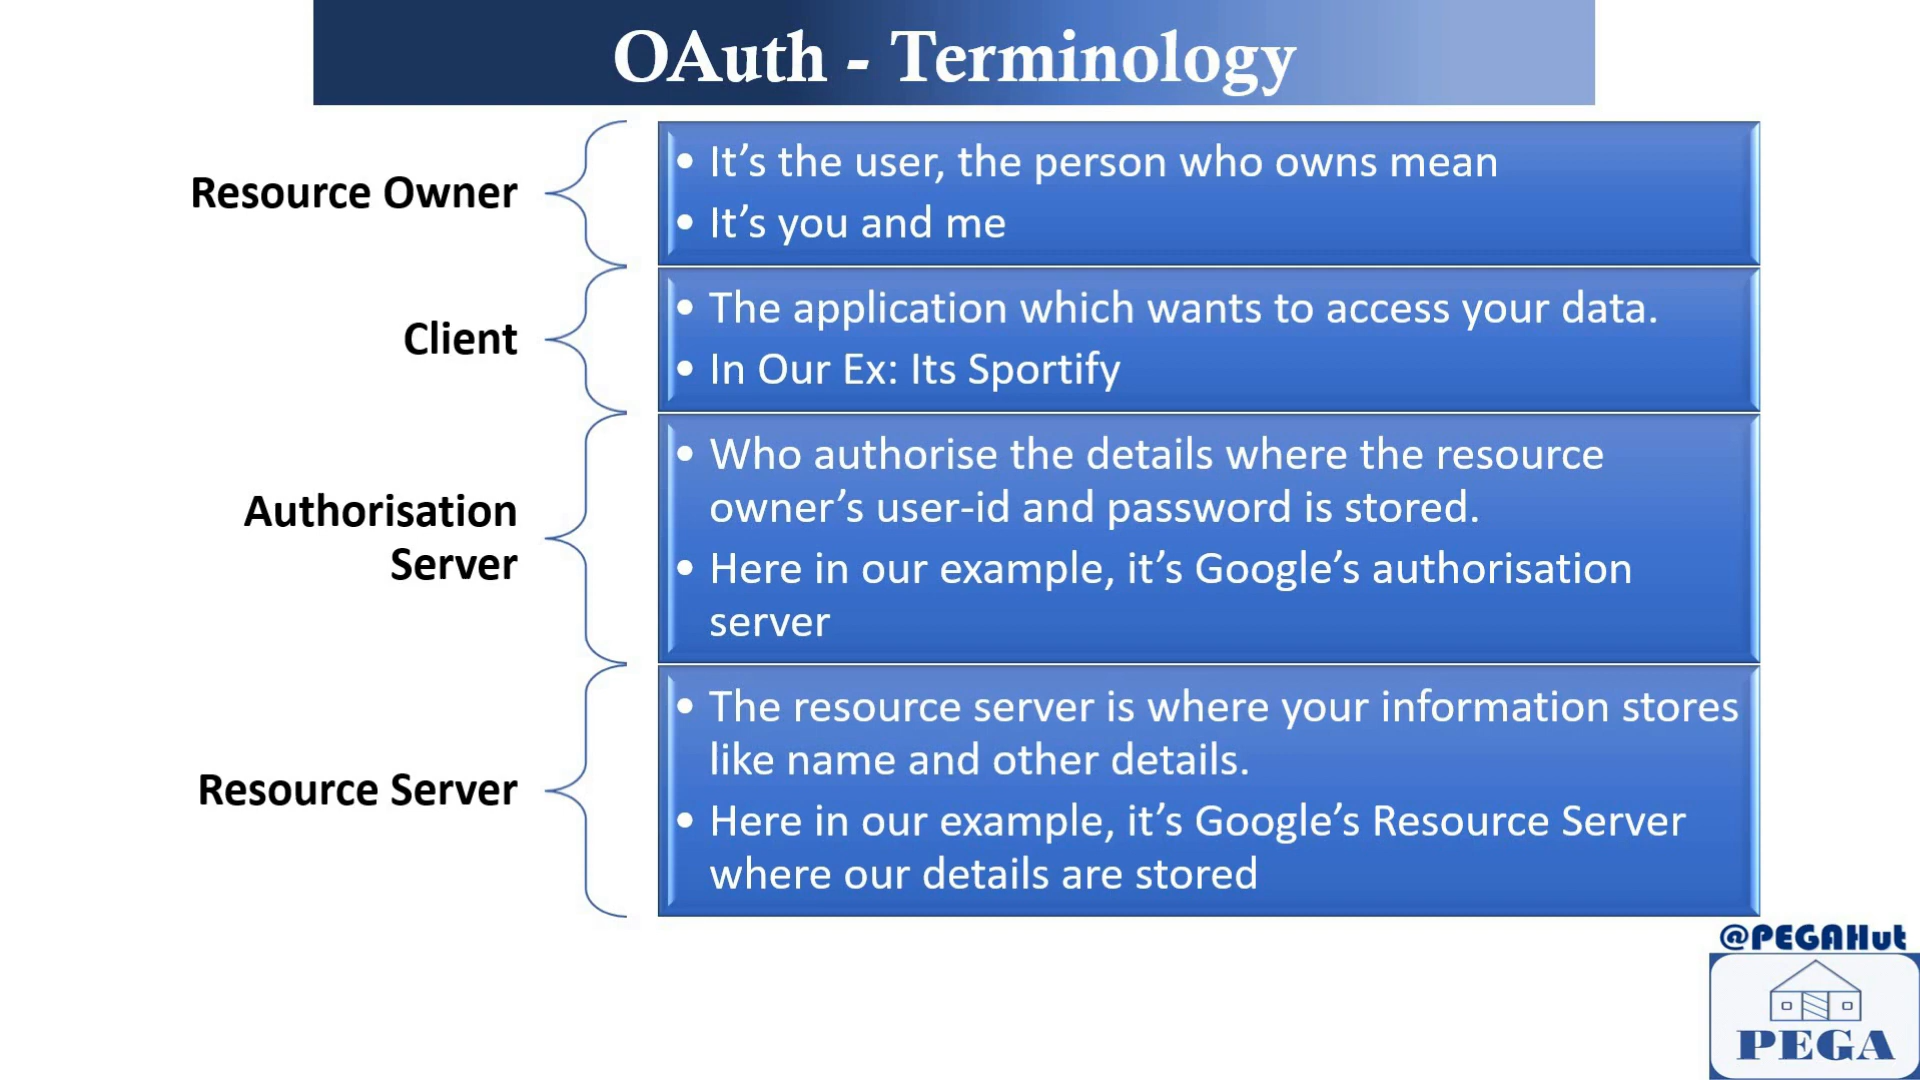 OAuth - Terminology
Resource Owner
• It’s the user, the person who owns mean
• It’s you and me
Client
• The application which wants to access your data.
• In Our Ex: Its Sportify
Authorisation
Server
• Who authorise the details where the resource
owner’s user-id and password is stored.
• Here in our example, it’s Google’s authorisation
server
Resource Server
• The resource server is where your information stores
like name and other details.
• Here in our example, it’s Google’s Resource Server
where our details are stored
@PEGAHut
PEGA